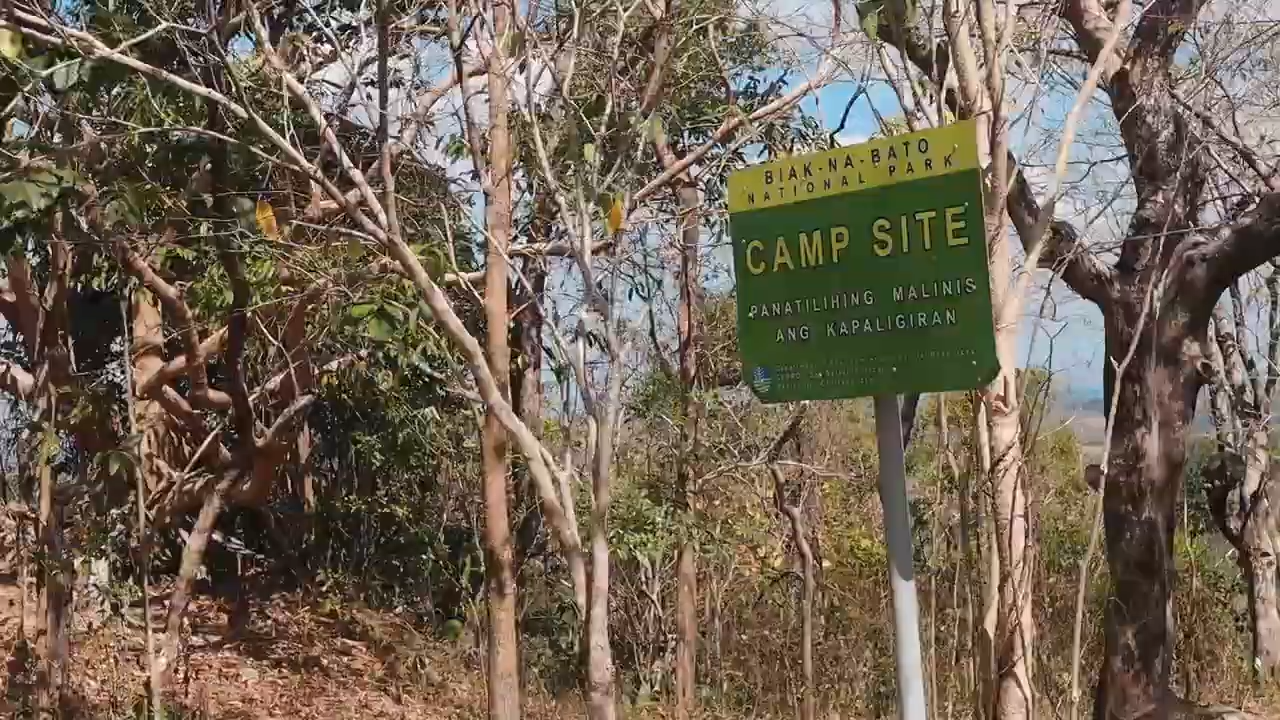 BIAK-NA-BATO
NATIONAL PARK
CAMP SITE
PANATILIHING MALINIS
ANG KAPALIGIRAN